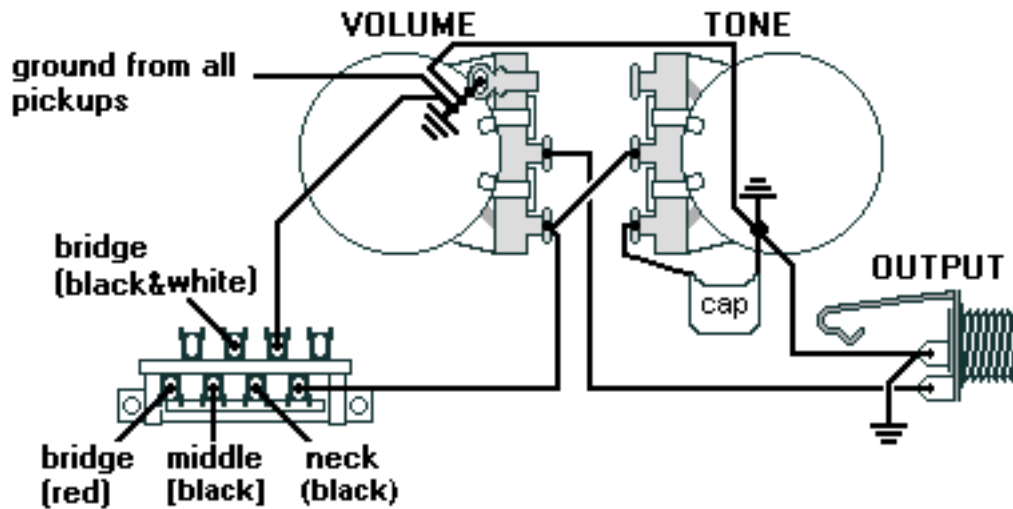 VOLUME
TONE
ground from all
pickups
bridge
(black&white)
OUTPUT
cap
bridge
(red)
middle
[black]
neck
(black)